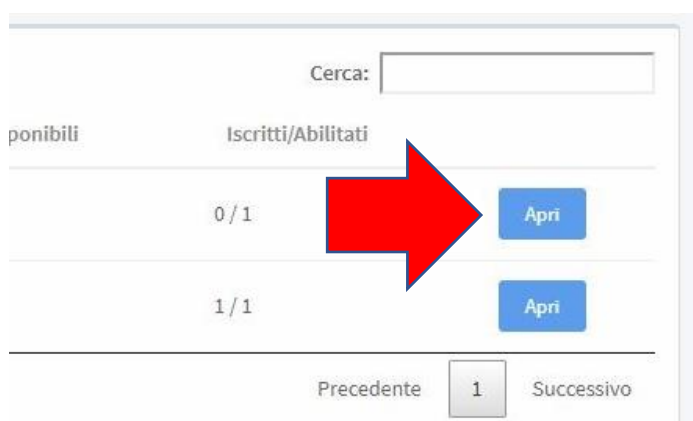 Cerca:
ponibili Iscritti/Abilitati
0 / 1 Apri
1 / 1 Apri
Precedente 1 Successivo